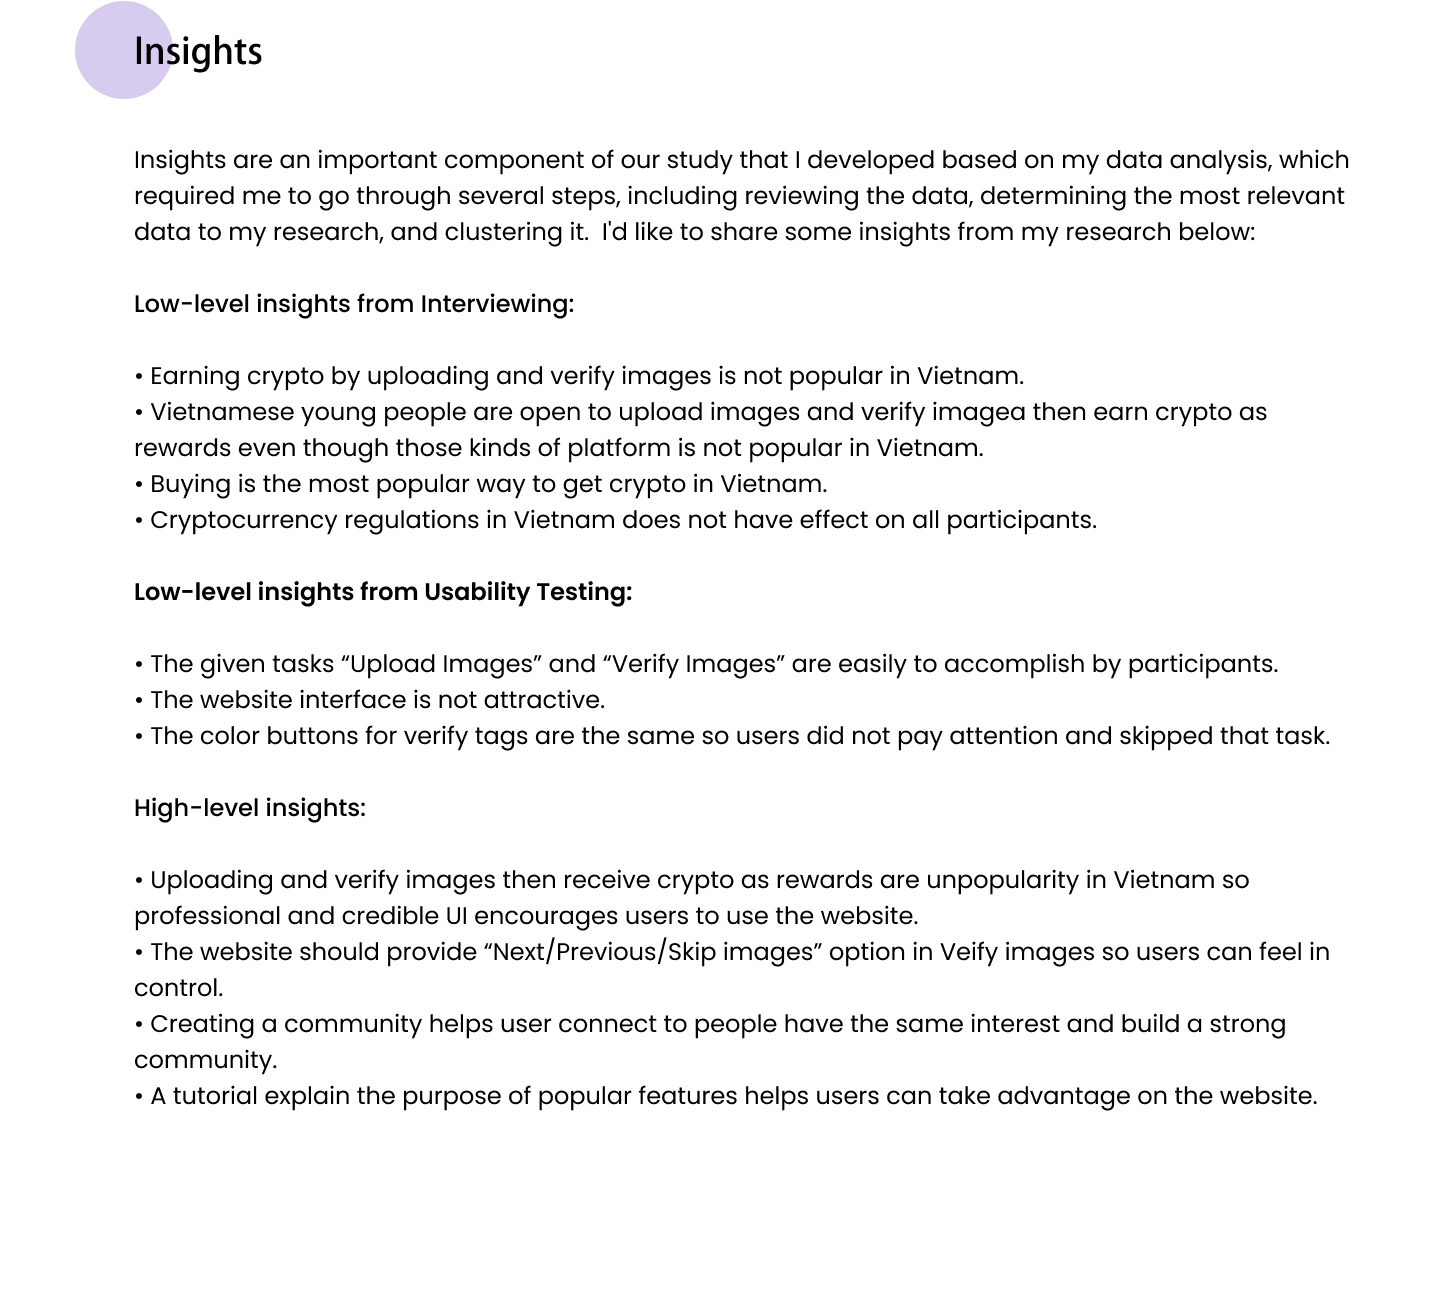 Insights
Insights are an important component of our study that I developed based on my data analysis, which
required me to go through several steps, including reviewing the data, determining the most relevant
data to my research, and clustering it.  I'd like to share some insights from my research below:
Low-level insights from Interviewing:
• Earning crypto by uploading and verify images is not popular in Vietnam.
• Vietnamese young people are open to upload images and verify imagea then earn crypto as
rewards even though those kinds of platform is not popular in Vietnam.
• Buying is the most popular way to get crypto in Vietnam.
• Cryptocurrency regulations in Vietnam does not have effect on all participants.
Low-level insights from Usability Testing:
• The given tasks “Upload Images” and “Verify Images” are easily to accomplish by participants.
• The website interface is not attractive.
• The color buttons for verify tags are the same so users did not pay attention and skipped that task.
High-level insights:
• Uploading and verify images then receive crypto as rewards are unpopularity in Vietnam so
professional and credible UI encourages users to use the website.
• The website should provide “Next/Previous/Skip images” option in Veify images so users can feel in
control.
• Creating a community helps user connect to people have the same interest and build a strong
community.
• A tutorial explain the purpose of popular features helps users can take advantage on the website.